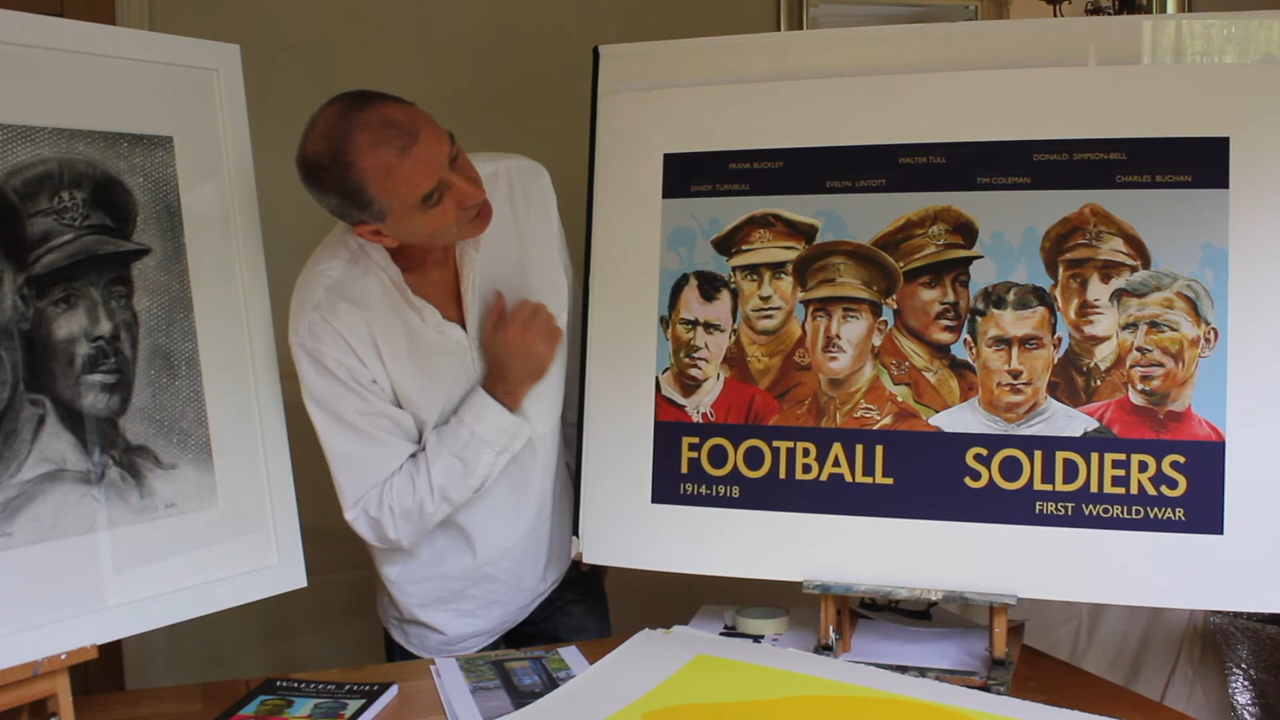 FRANK BUCKLEY
WALTER TULL
DONALD SIMPSON-BELL
SANDY TURNBULL
EVELYN LINTOTT
TIM COLEMAN
CHARLES BUCHAN
FOOTBALL SOLDIERS
1914-1918
FIRST WORLD WAR
WALTER TULL